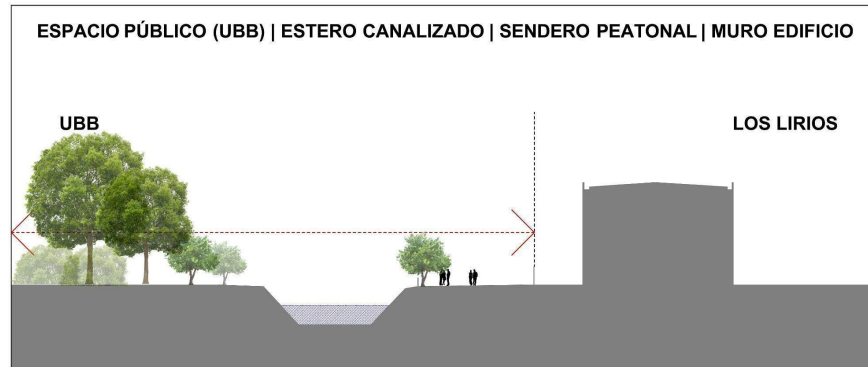 ESPACIO PÚBLICO (UBB) | ESTERO CANALIZADO | SENDERO PEATONAL | MURO EDIFICIO
UBB
LOS LIRIOS